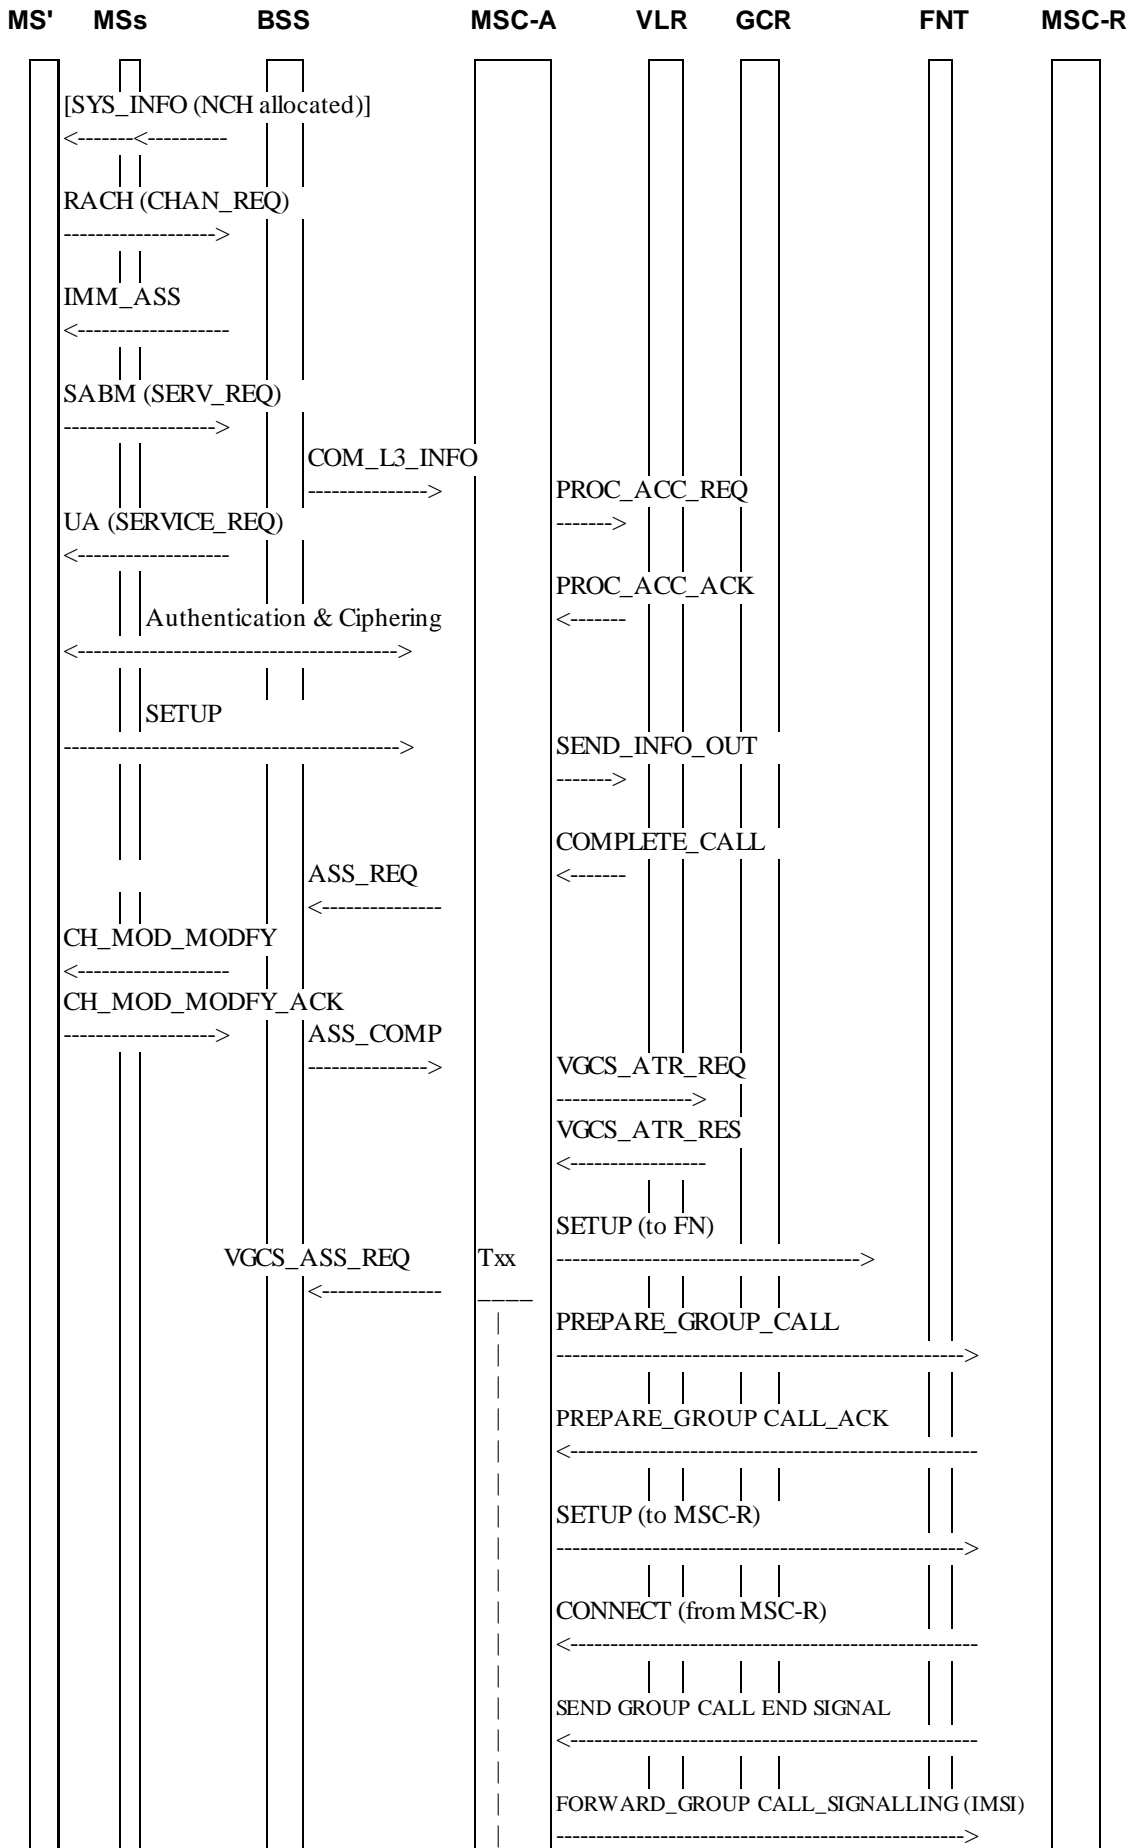 MS' MSs BSS MSC-A VLR GCR FNT MSC-R
[SYS_INFO (NCH allocated)]
<-------<----------
RACH (CHAN_REQ)
------------------->
IMM_ASS
<-------------------
SABM (SERV_REQ)
------------------->
COM_L3_INFO
---------------> PROC_ACC_REQ
UA (SERVICE_REQ) ------->
<-------------------
PROC_ACC_ACK
Authentication & Ciphering <-------
<---------------------------------------->
SETUP
------------------------------------------> SEND_INFO_OUT
------->
COMPLETE_CALL
ASS_REQ <-------
<---------------
CH_MOD_MODFY
<-------------------
CH_MOD_MODFY_ACK
-------------------> ASS_COMP
---------------> VGCS_ATR_REQ
----------------->
VGCS_ATR_RES
<-----------------
SETUP (to FN)
VGCS_ASS_REQ Txx -------------------------------------->
<--------------- ____
PREPARE_GROUP_CALL
--------------------------------------------------->
PREPARE_GROUP CALL_ACK
<---------------------------------------------------
SETUP (to MSC-R)
--------------------------------------------------->
CONNECT (from MSC-R)
<---------------------------------------------------
SEND GROUP CALL END SIGNAL
<---------------------------------------------------
FORWARD_GROUP CALL_SIGNALLING (IMSI)
--------------------------------------------------->